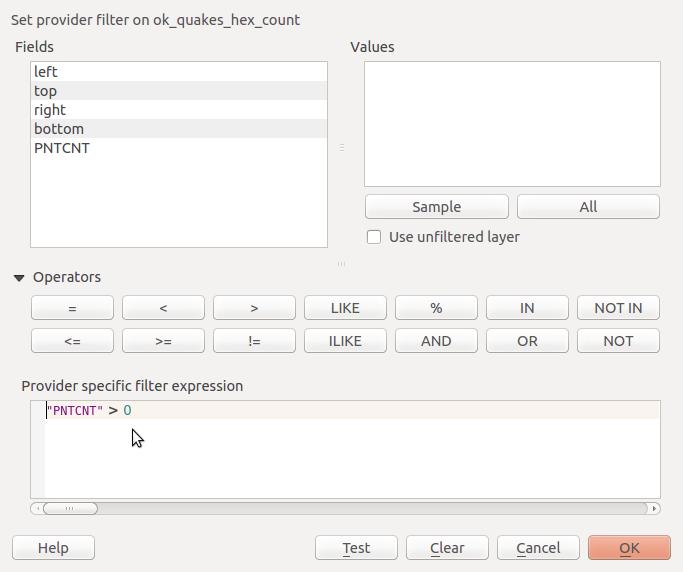 Set provider filter on ok_quakes_hex_count
Fields
Values
left
top
right
bottom
PNTCNT
Sample
All
Use unfiltered layer
Operators
= < > LIKE % IN NOT IN
<= >= != ILIKE AND OR NOT
Provider specific filter expression
"PNTCNT" > 0
Help Test Clear Cancel OK